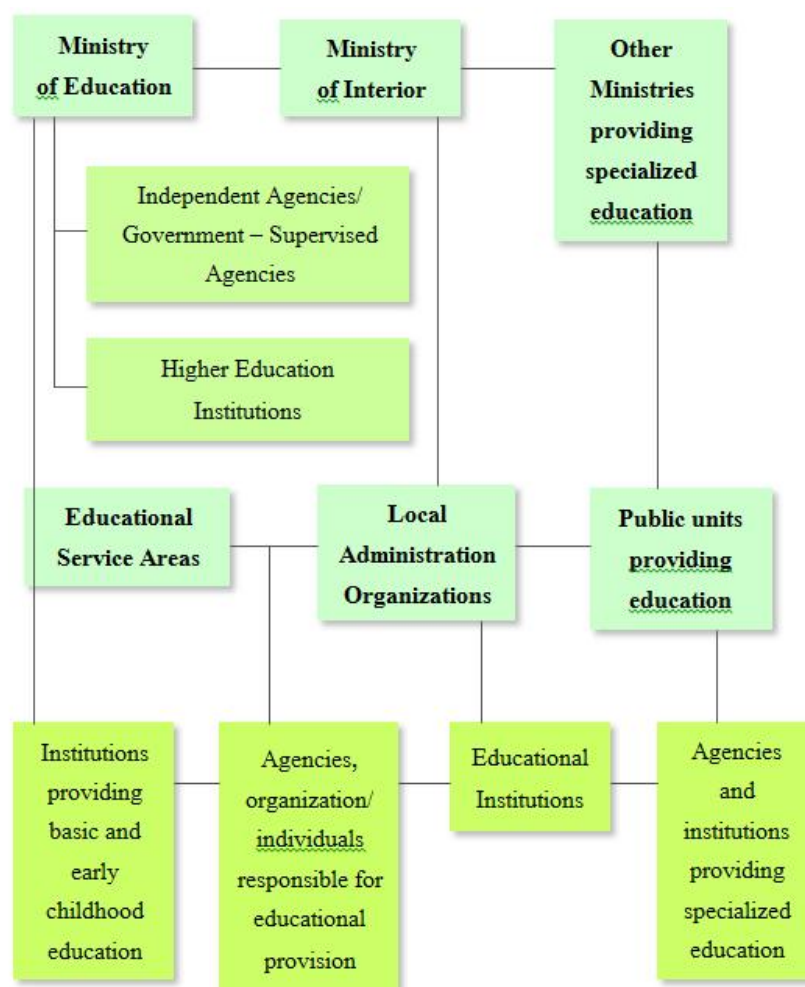 Ministry
of Education
Ministry
of Interior
Other
Ministries
providing
specialized
education
Independent Agencies/
Government – Supervised
Agencies
Higher Education
Institutions
Educational
Service Areas
Local
Administration
Organizations
Public units
providing
education
Institutions
providing
basic and
early
childhood
education
Agencies,
organization/
individuals
responsible for
educational
provision
Educational
Institutions
Agencies
and
institutions
providing
specialized
education